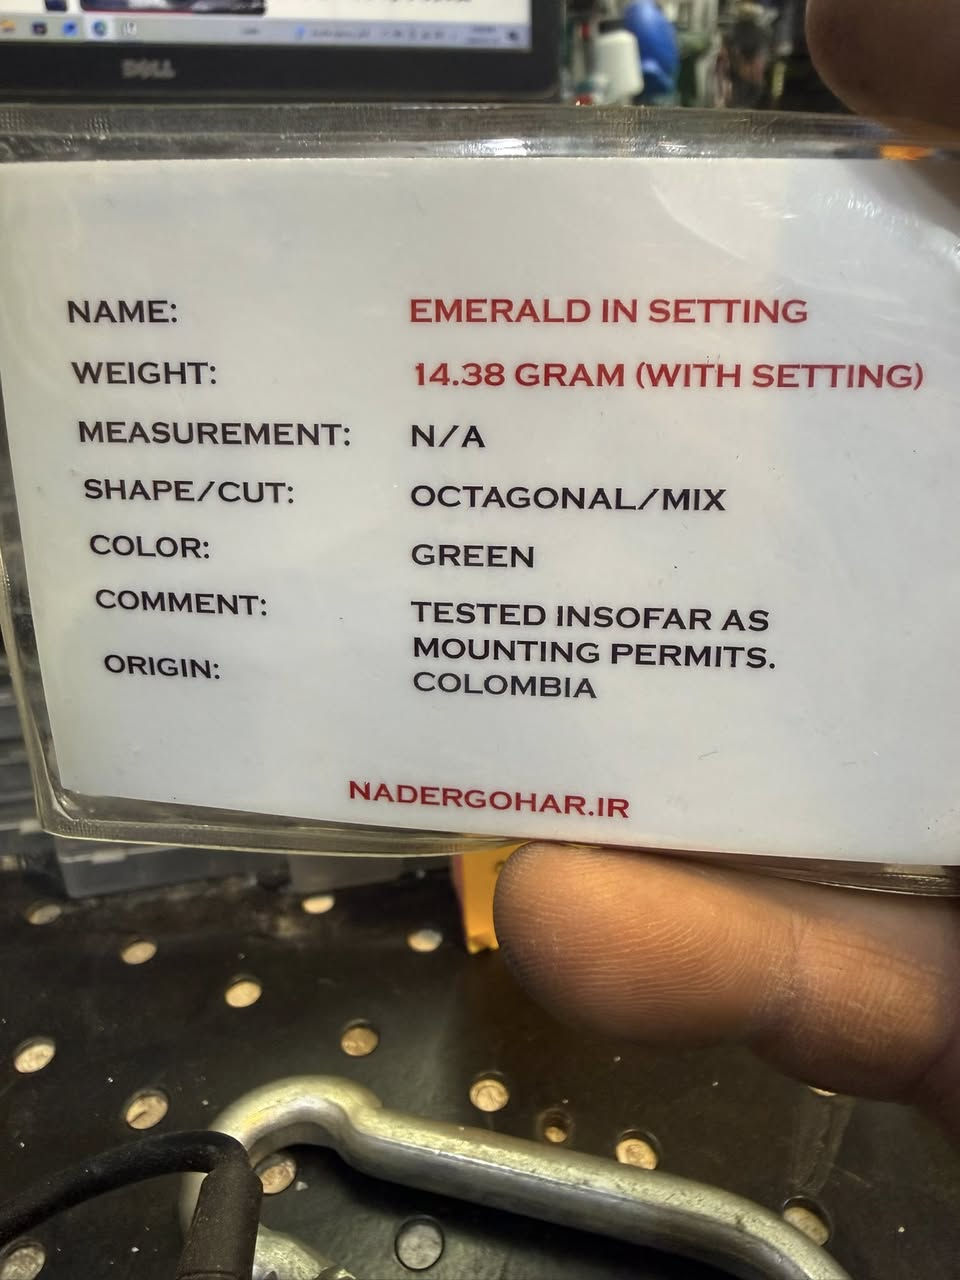 DELL
NAME: EMERALD IN SETTING
WEIGHT: 14.38 GRAM (WITH SETTING)
MEASUREMENT: N/A
SHAPE/CUT: OCTAGONAL/MIX
COLOR: GREEN
COMMENT: TESTED INSOFAR AS
MOUNTING PERMITS.
ORIGIN: COLOMBIA
NADERGOHAR.IR